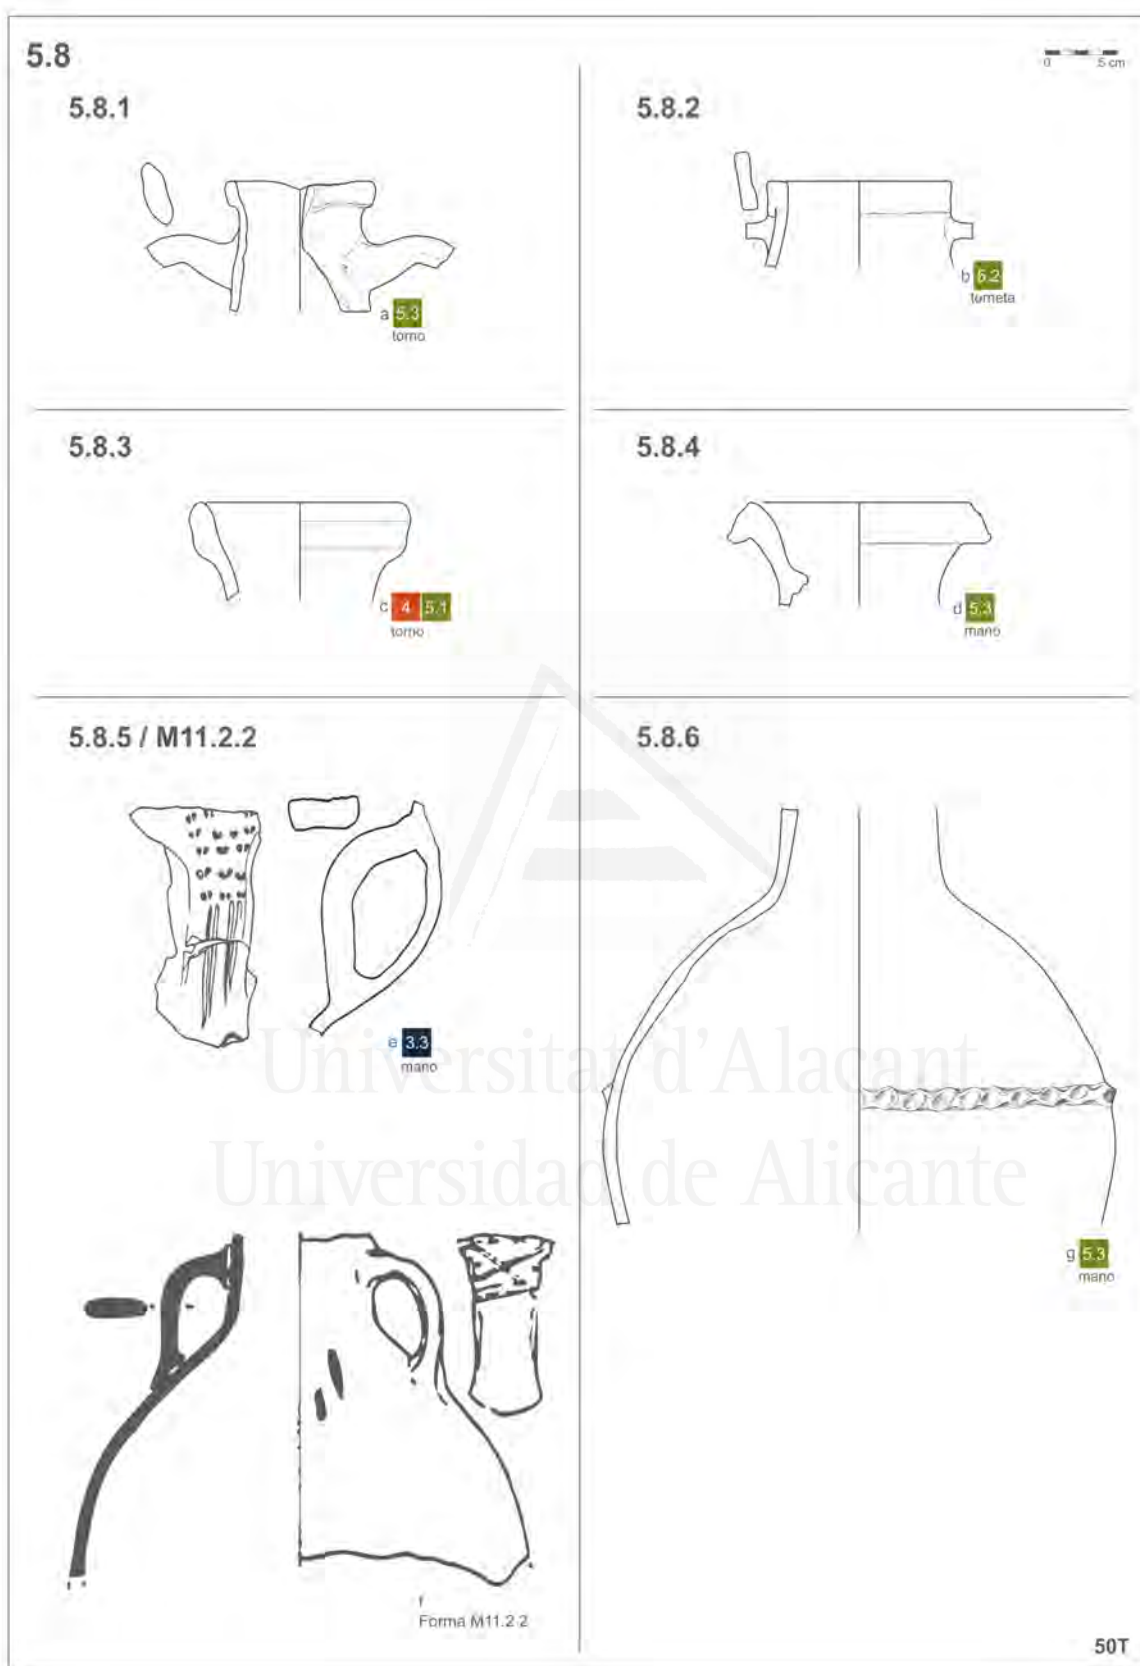 5.8
0 5 cm
5.8.1
5.8.2
a 5.3
torno
b 5.2
torneta
5.8.3
5.8.4
c 4 5.1
torno
d 5.3
mano
5.8.5 / M11.2.2
5.8.6
e 3.3
mano
Universitat d'Alacant
Universidad de Alicante
g 5.3
mano
f
Forma M11.2.2
50T